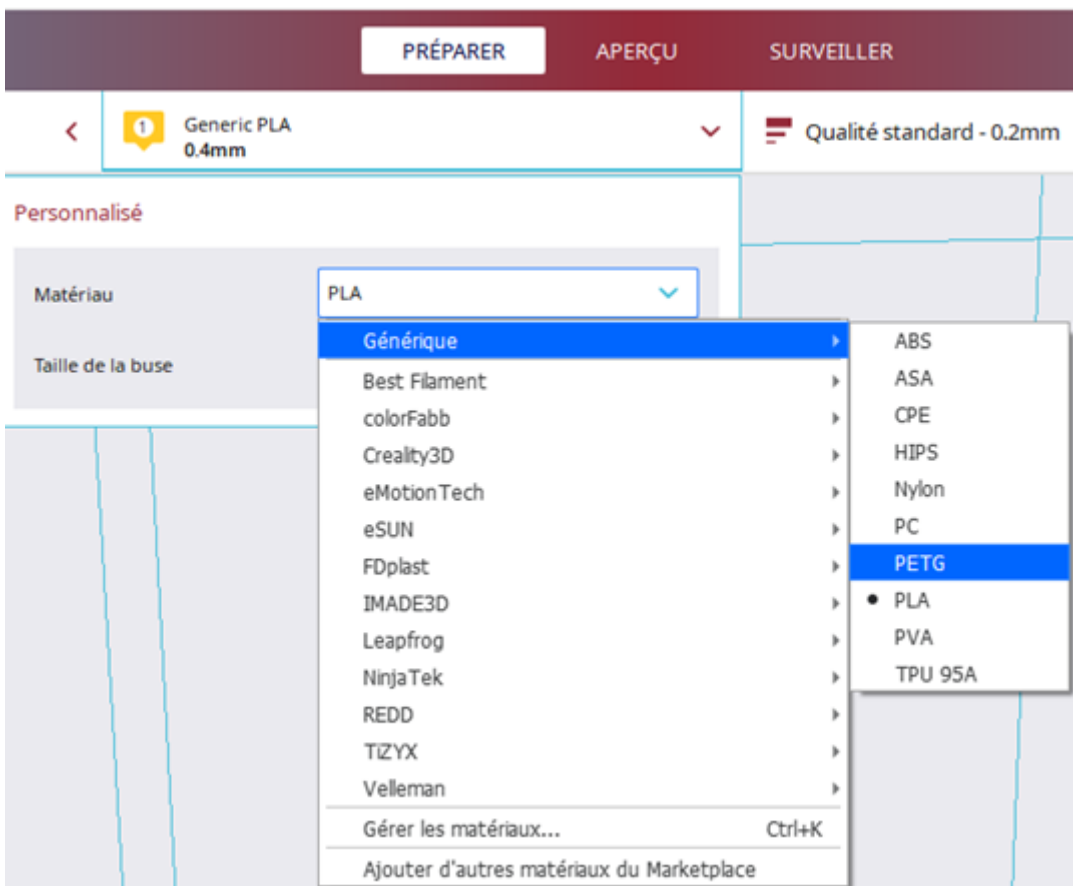 PRÉPARER APERÇU SURVEILLER
1 Generic PLA
0.4mm
Qualité standard - 0.2mm
Personnalisé
Matériau PLA
Taille de la buse
Générique
Best Filament
colorFabb
Creality3D
eMotionTech
eSUN
FDplast
IMADE3D
Leapfrog
NinjaTek
REDD
TiZYX
Velleman
Gérer les matériaux... Ctrl+K
Ajouter d'autres matériaux du Marketplace
ABS
ASA
CPE
HIPS
Nylon
PC
PETG
PLA
PVA
TPU 95A